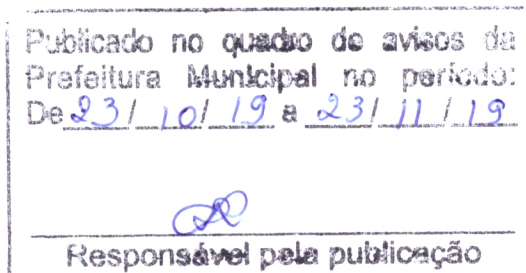 Publicado no quadro de avisos da
Prefeitura Municipal no período:
De 23/ 10/ 19 a 23/ 11/ 19
Responsável pela publicação